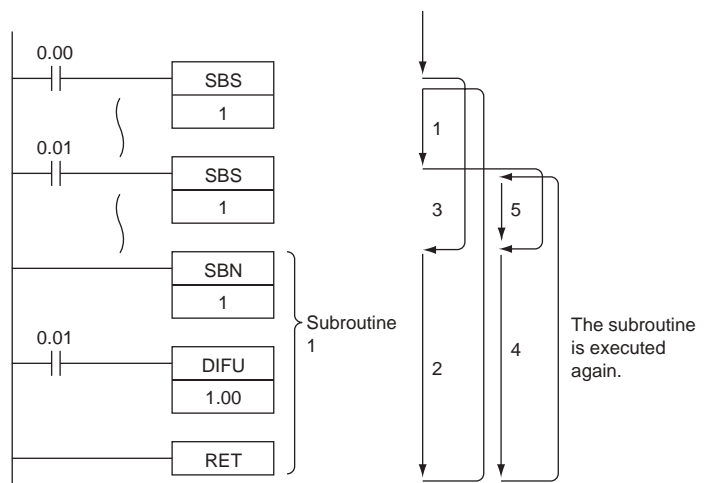 0.00
SBS
1
0.01
SBS
1
SBN
1
0.01
DIFU
1.00
RET
Subroutine
1
1
3
5
2
4
The subroutine
is executed
again.